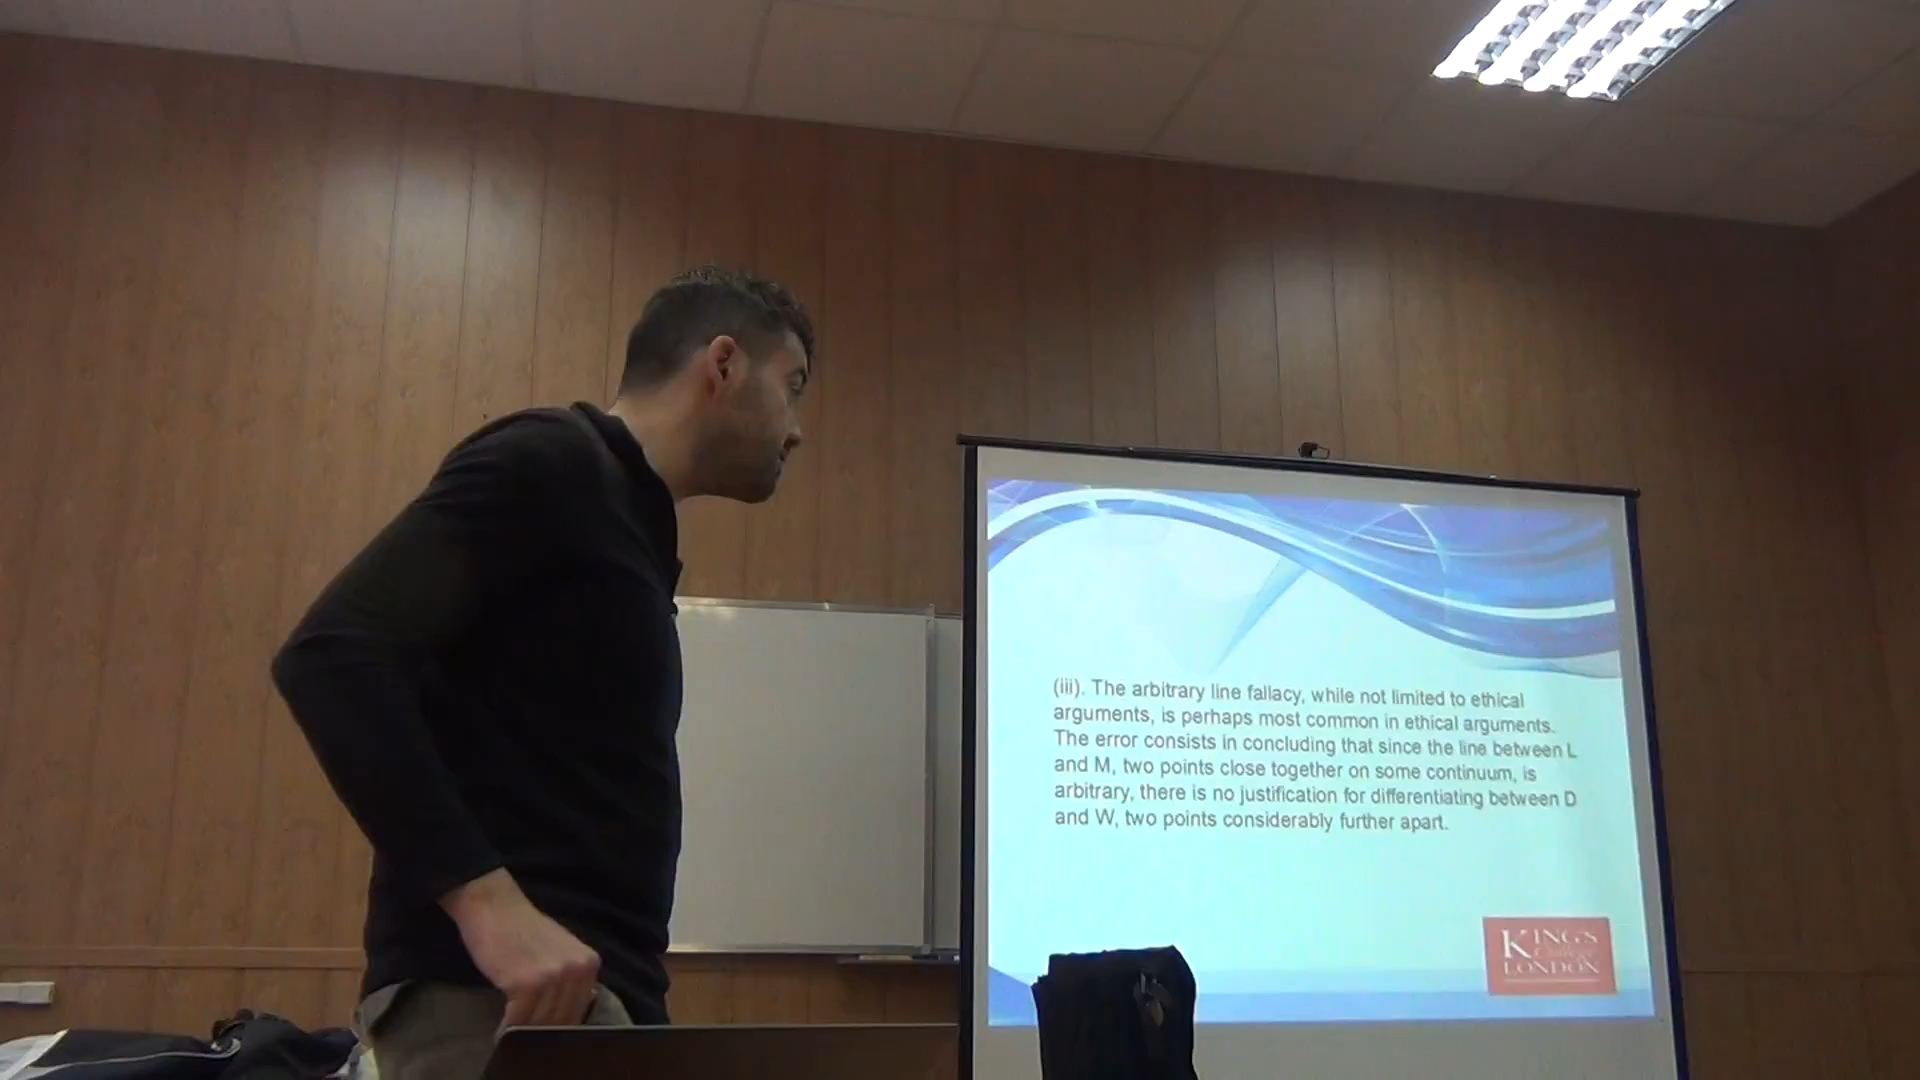 (iii). The arbitrary line fallacy, while not limited to ethical
arguments, is perhaps most common in ethical arguments.
The error consists in concluding that since the line between L
and M, two points close together on some continuum, is
arbitrary, there is no justification for differentiating between D
and W, two points considerably further apart.
KING'S
College
LONDON